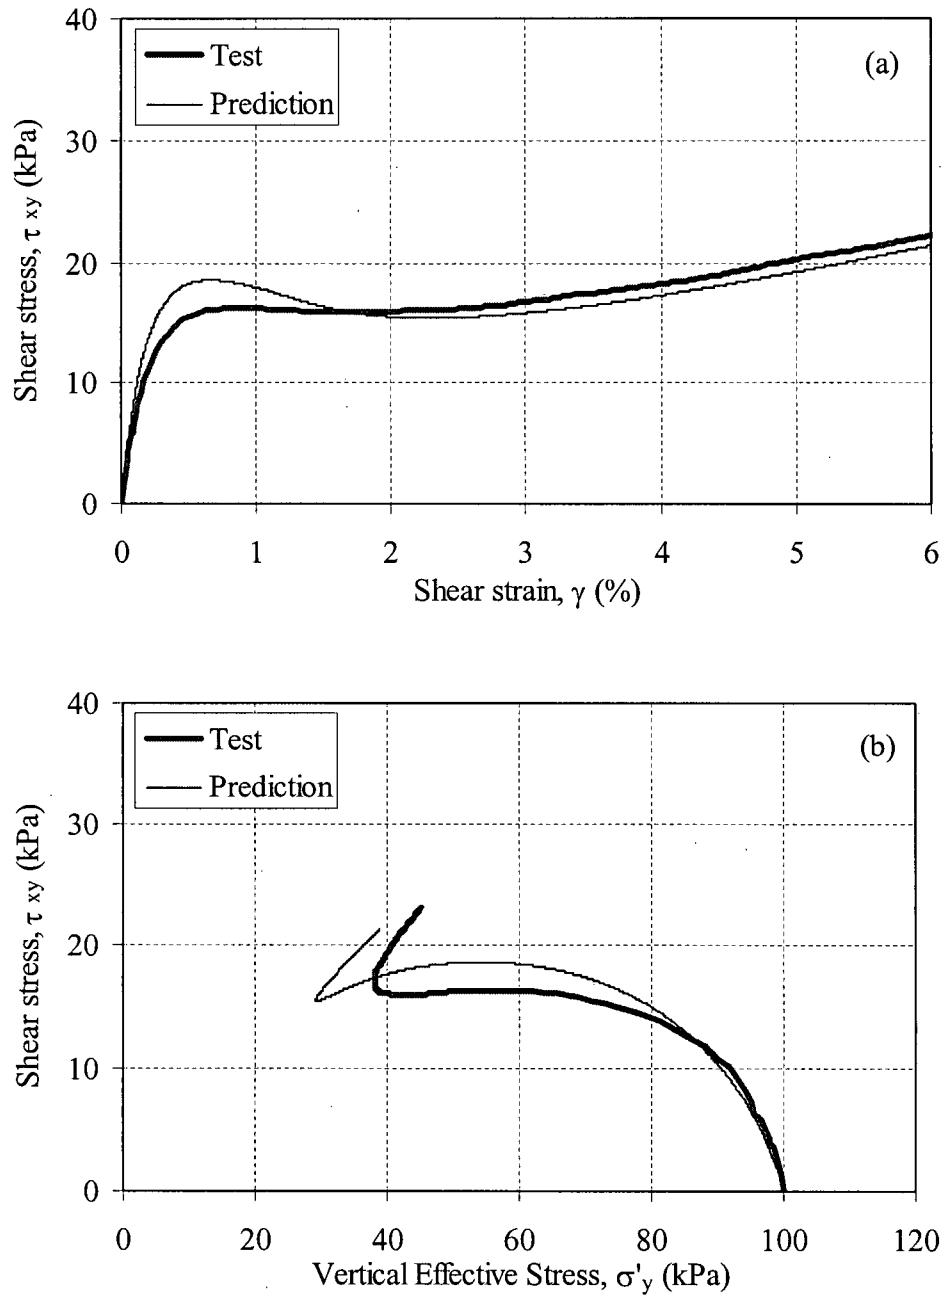 40
Test
Prediction
(a)
30
20
10
0
Shear stress, τ xy (kPa)
0 1 2 3 4 5 6
Shear strain, γ (%)
40
Test
Prediction
(b)
30
20
10
0
Shear stress, τ xy (kPa)
0 20 40 60 80 100 120
Vertical Effective Stress, σ'y (kPa)